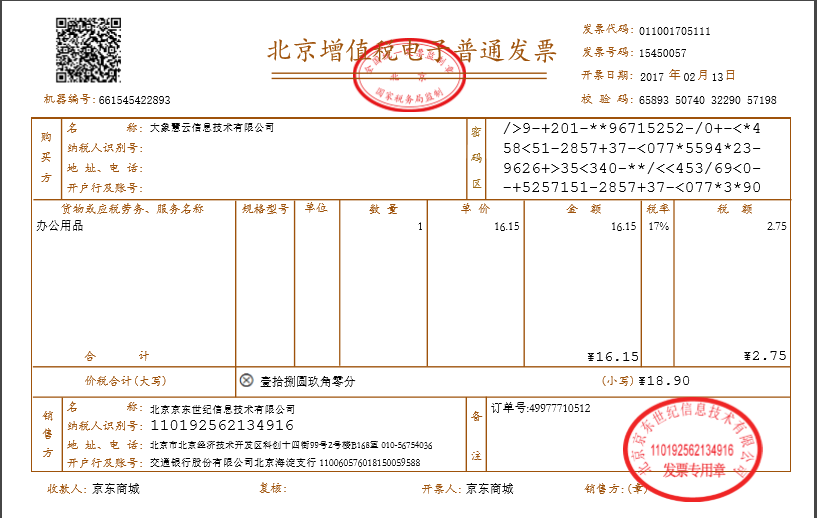 北京增值税电子普通发票
发票代码: 011001705111
发票号码: 15450057
开票日期: 2017 年 02 月 13 日
机器编号: 661545422893
校 验 码: 65893 50740 32290 57198
北 京
国家税务局监制
购买方
名 称: 大象慧云信息技术有限公司
纳税人识别号:
地 址、电 话:
开户行及账号:
密码区
/>9-+201-**96715252-/0+-<*4
58<51-2857+37-<077*5594*23-
9626+>35<340-**/<<453/69<0-
-+5257151-2857+37-<077*3*90
货物或应税劳务、服务名称 规格型号 单位 数 量 单 价 金 额 税率 税 额
办公用品 1 16.15 16.15 17% 2.75
合 计 ¥16.15 ¥2.75
价税合计(大写) ⊗ 壹拾捌圆玖角零分 (小写) ¥18.90
销售方
名 称: 北京京东世纪信息技术有限公司
纳税人识别号: 110192562134916
地 址、电 话: 北京市北京经济技术开发区科创十四街99号2号楼B168室 010-56754036
开户行及账号: 交通银行股份有限公司北京海淀支行 110060576018150059588
备注
订单号:49977710512
北京京东世纪信息技术有限公司
110192562134916
发票专用章
收款人: 京东商城 复核: 开票人: 京东商城 销售方:(章)